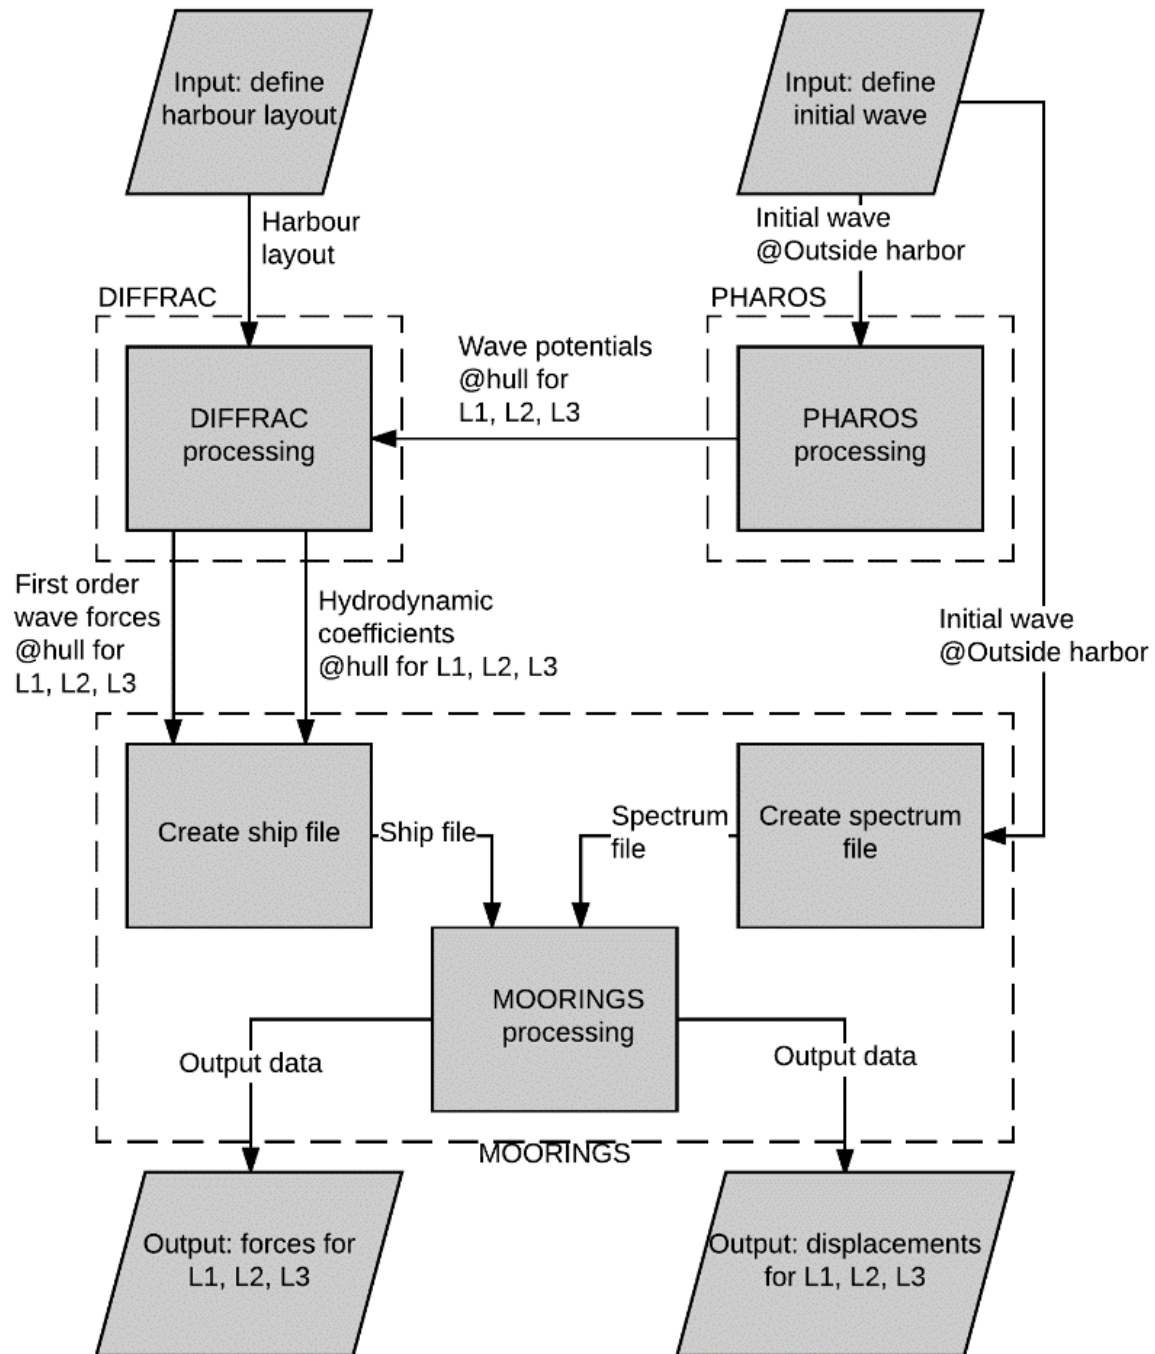 Input: define
harbour layout
Input: define
initial wave
Harbour
layout
Initial wave
@Outside harbor
DIFFRAC
PHAROS
Wave potentials
@hull for
L1, L2, L3
DIFFRAC
processing
PHAROS
processing
First order
wave forces
@hull for
L1, L2, L3
Hydrodynamic
coefficients
@hull for L1, L2, L3
Initial wave
@Outside harbor
Create ship file
Ship file
Spectrum
file
Create spectrum
file
MOORINGS
processing
Output data
Output data
MOORINGS
Output: forces for
L1, L2, L3
Output: displacements
for L1, L2, L3